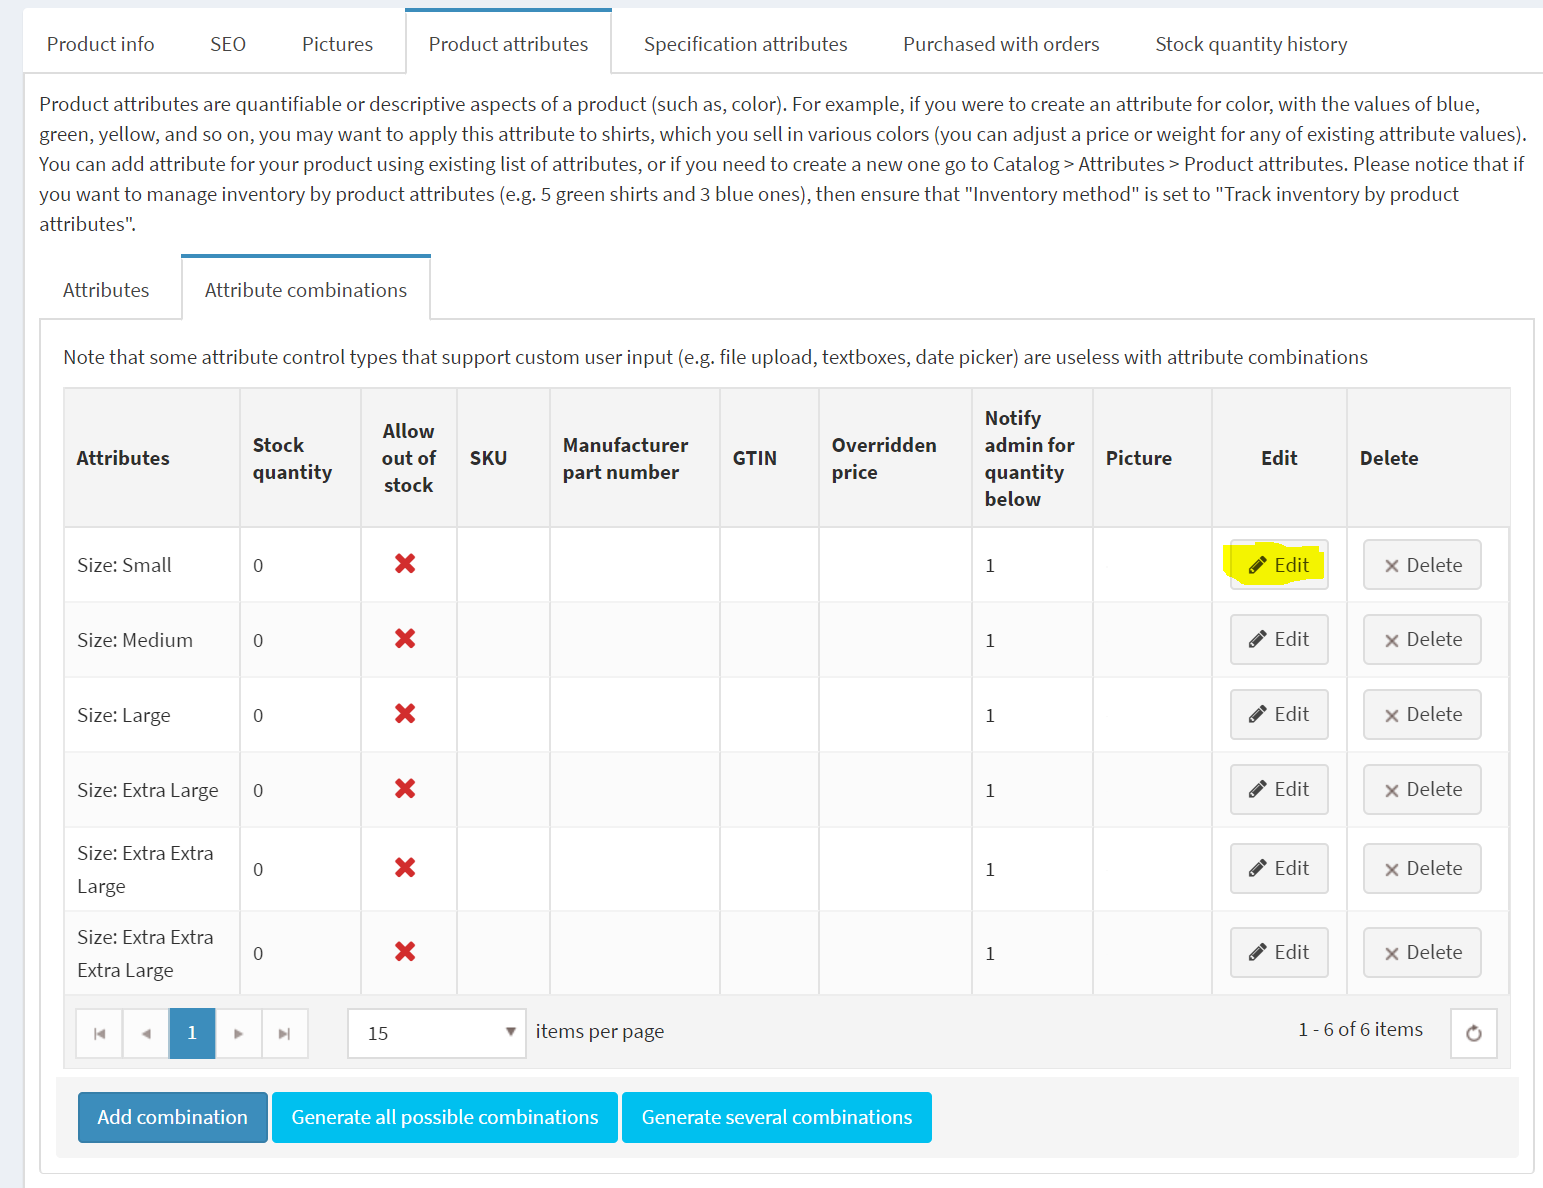 Product info SEO Pictures Product attributes Specification attributes Purchased with orders Stock quantity history
Product attributes are quantifiable or descriptive aspects of a product (such as, color). For example, if you were to create an attribute for color, with the values of blue,
green, yellow, and so on, you may want to apply this attribute to shirts, which you sell in various colors (you can adjust a price or weight for any of existing attribute values).
You can add attribute for your product using existing list of attributes, or if you need to create a new one go to Catalog > Attributes > Product attributes. Please notice that if
you want to manage inventory by product attributes (e.g. 5 green shirts and 3 blue ones), then ensure that "Inventory method" is set to "Track inventory by product
attributes".
Attributes Attribute combinations
Note that some attribute control types that support custom user input (e.g. file upload, textboxes, date picker) are useless with attribute combinations
Attributes
Stock
quantity
Allow
out of
stock
SKU
Manufacturer
part number
GTIN
Overridden
price
Notify
admin for
quantity
below
Picture
Edit
Delete
Size: Small 0 1 Edit Delete
Size: Medium 0 1 Edit Delete
Size: Large 0 1 Edit Delete
Size: Extra Large 0 1 Edit Delete
Size: Extra Extra
Large
0 1 Edit Delete
Size: Extra Extra
Extra Large
0 1 Edit Delete
1 15 items per page 1 - 6 of 6 items
Add combination Generate all possible combinations Generate several combinations